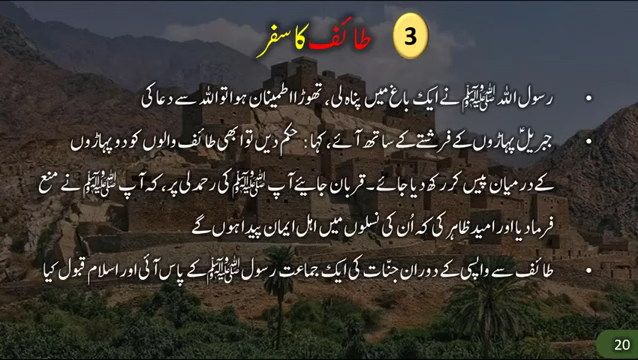 3 طائف کا سفر
• رسول اللہ ﷺ نے ایک باغ میں پناہ لی، تھوڑا اطمینان ہوا تو اللہ سے دعا کی
• جبریلؑ پہاڑوں کے فرشتے کے ساتھ آئے، کہا: حکم دیں تو ابھی طائف والوں کو دو پہاڑوں
کے درمیان پیس کر رکھ دیا جائے۔ قربان جایئے آپ ﷺ کی رحمدلی پر، کہ آپ ﷺ نے منع
فرما دیا اور امید ظاہر کی کہ اُن کی نسلوں میں اہل ایمان پیدا ہوں گے
• طائف سے واپسی کے دوران جنّات کی ایک جماعت رسول ﷺ کے پاس آئی اور اسلام قبول کیا
20